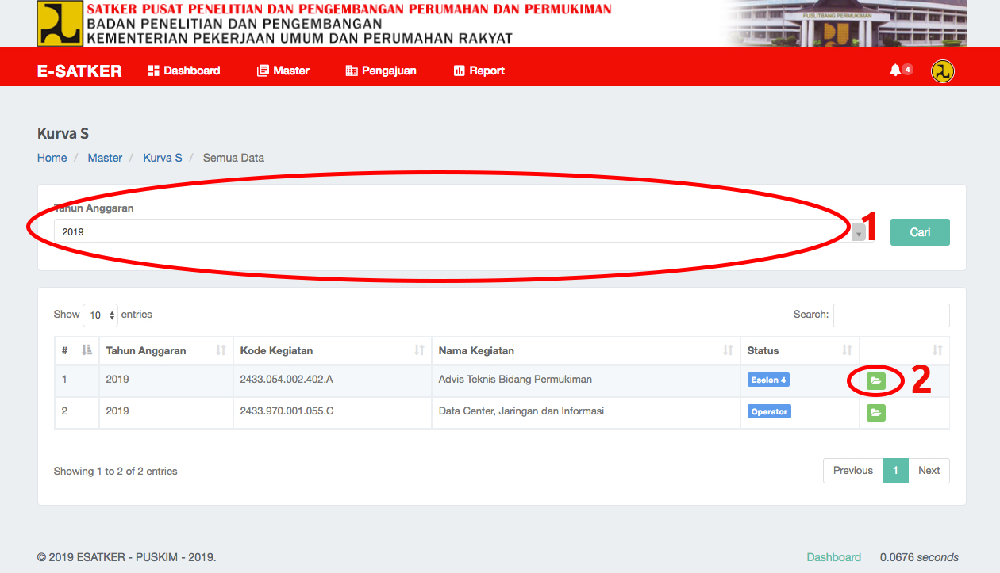 SATKER PUSAT PENELITIAN DAN PENGEMBANGAN PERUMAHAN DAN PERMUKIMAN
BADAN PENELITIAN DAN PENGEMBANGAN
KEMENTERIAN PEKERJAAN UMUM DAN PERUMAHAN RAKYAT
PUSLITBANG PERMUKIMAN
E-SATKER Dashboard Master Pengajuan Report 4
Kurva S
Home / Master / Kurva S / Semua Data
Tahun Anggaran
2019 1 Cari
Show 10 entries Search:
# Tahun Anggaran Kode Kegiatan Nama Kegiatan Status
1 2019 2433.054.002.402.A Advis Teknis Bidang Permukiman Eselon 4 2
2 2019 2433.970.001.055.C Data Center, Jaringan dan Informasi Operator
Showing 1 to 2 of 2 entries Previous 1 Next
© 2019 ESATKER - PUSKIM - 2019. Dashboard 0.0676 seconds